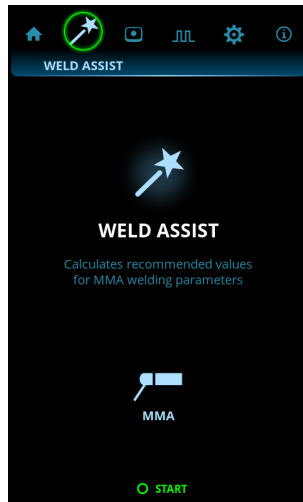 WELD ASSIST
WELD ASSIST
Calculates recommended values
for MMA welding parameters
MMA
START